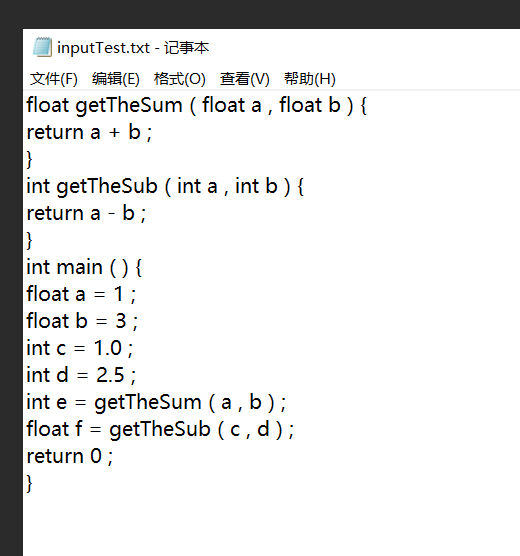 inputTest.txt - 记事本
文件(F) 编辑(E) 格式(O) 查看(V) 帮助(H)
float getTheSum ( float a , float b ) {
return a + b ;
}
int getTheSub ( int a , int b ) {
return a - b ;
}
int main ( ) {
float a = 1 ;
float b = 3 ;
int c = 1.0 ;
int d = 2.5 ;
int e = getTheSum ( a , b ) ;
float f = getTheSub ( c , d ) ;
return 0 ;
}